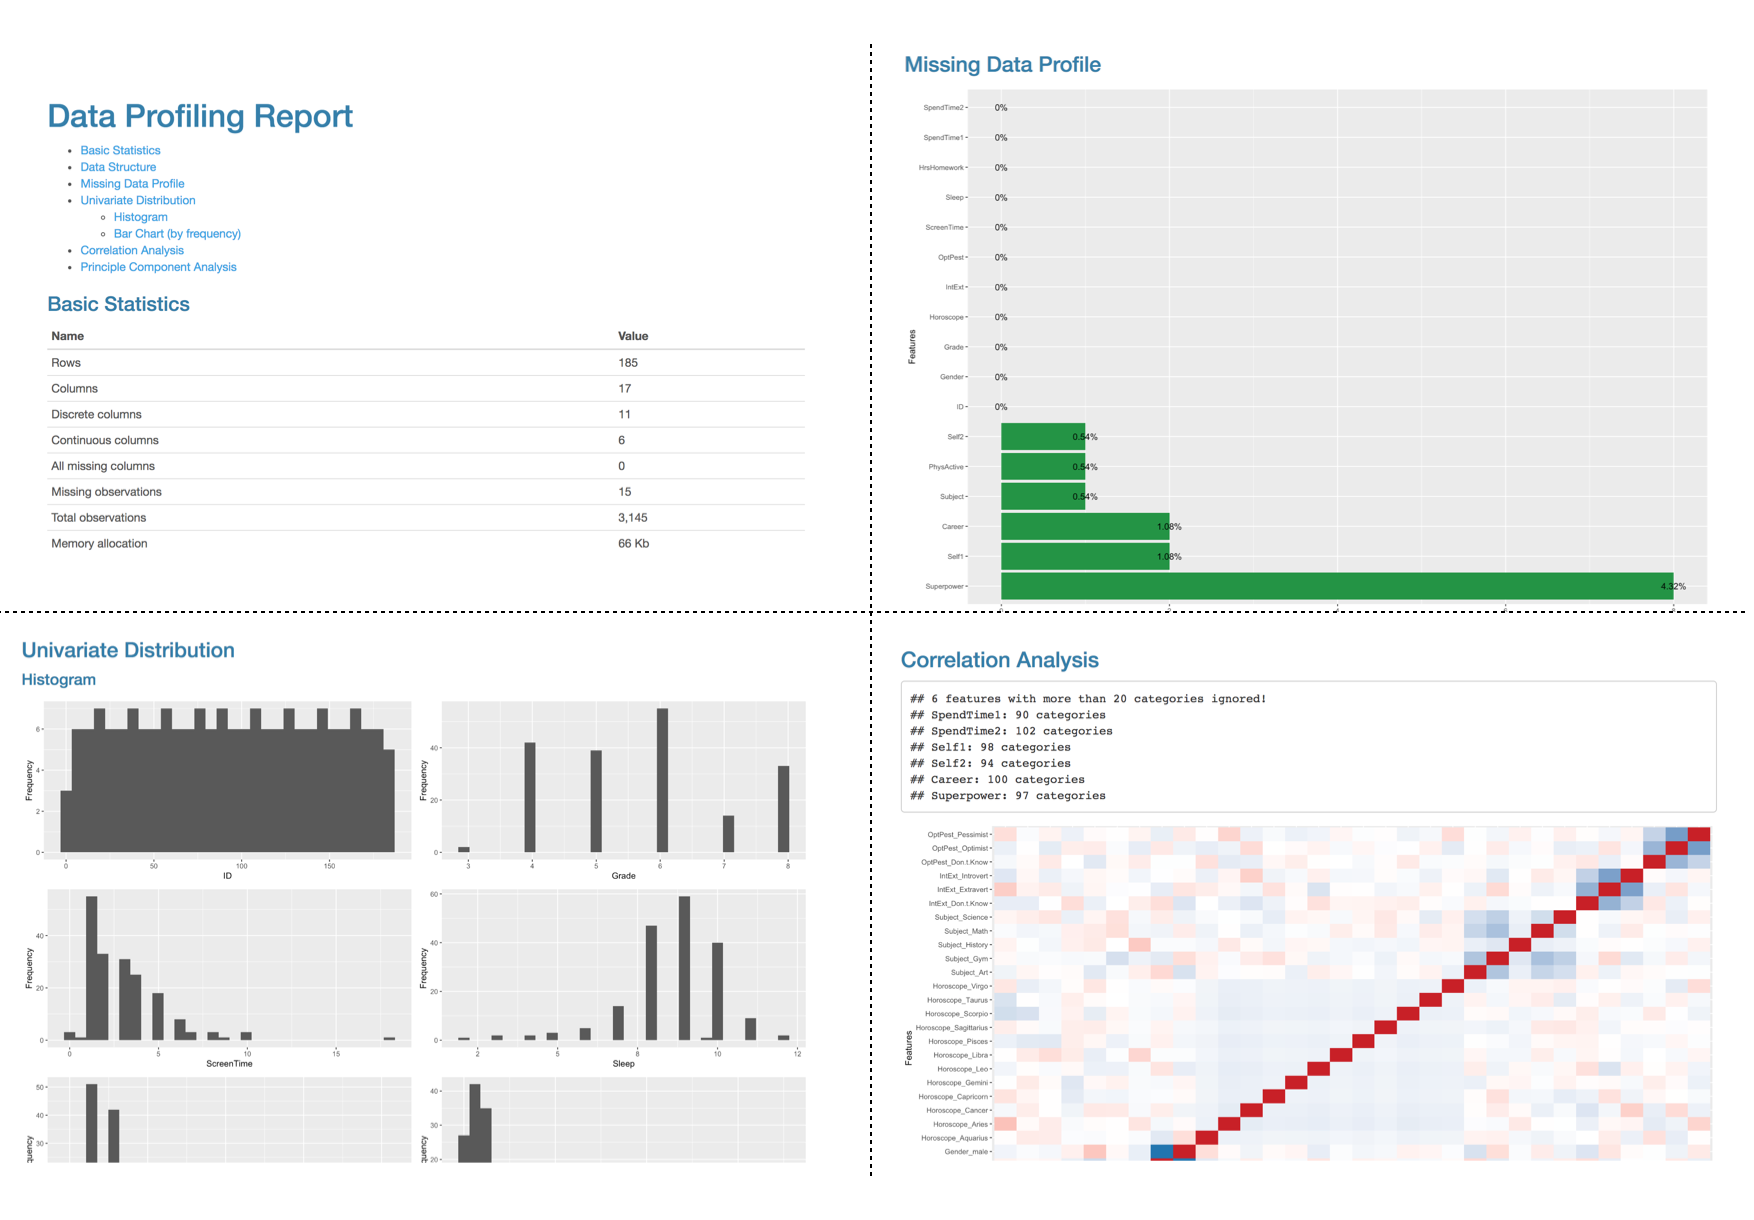 Data Profiling Report
Basic Statistics
Data Structure
Missing Data Profile
Univariate Distribution
Histogram
Bar Chart (by frequency)
Correlation Analysis
Principle Component Analysis
Basic Statistics
Name Value
Rows 185
Columns 17
Discrete columns 11
Continuous columns 6
All missing columns 0
Missing observations 15
Total observations 3,145
Memory allocation 66 Kb
Missing Data Profile
Features
SpendTime2 0%
SpendTime1 0%
HrsHomework 0%
Sleep 0%
ScreenTime 0%
OptPest 0%
IntExt 0%
Horoscope 0%
Grade 0%
Gender 0%
ID 0%
Self2 0.54%
PhysActive 0.54%
Subject 0.54%
Career 1.08%
Self1 1.08%
Superpower 4.32%
Univariate Distribution
Histogram
Frequency
6
4
2
0
0 50 100 150
ID
Frequency
40
20
0
3 4 5 6 7 8
Grade
Frequency
40
20
0
0 5 10 15
ScreenTime
Frequency
60
40
20
0
2 5 8 10 12
Sleep
50
40
30
quency
40
30
20
quency
Correlation Analysis
## 6 features with more than 20 categories ignored!
## SpendTime1: 90 categories
## SpendTime2: 102 categories
## Self1: 98 categories
## Self2: 94 categories
## Career: 100 categories
## Superpower: 97 categories
Features
OptPest_Pessimist
OptPest_Optimist
OptPest_Don.t.Know
IntExt_Introvert
IntExt_Extravert
IntExt_Don.t.Know
Subject_Science
Subject_Math
Subject_History
Subject_Gym
Subject_Art
Horoscope_Virgo
Horoscope_Taurus
Horoscope_Scorpio
Horoscope_Sagittarius
Horoscope_Pisces
Horoscope_Libra
Horoscope_Leo
Horoscope_Gemini
Horoscope_Capricorn
Horoscope_Cancer
Horoscope_Aries
Horoscope_Aquarius
Gender_male